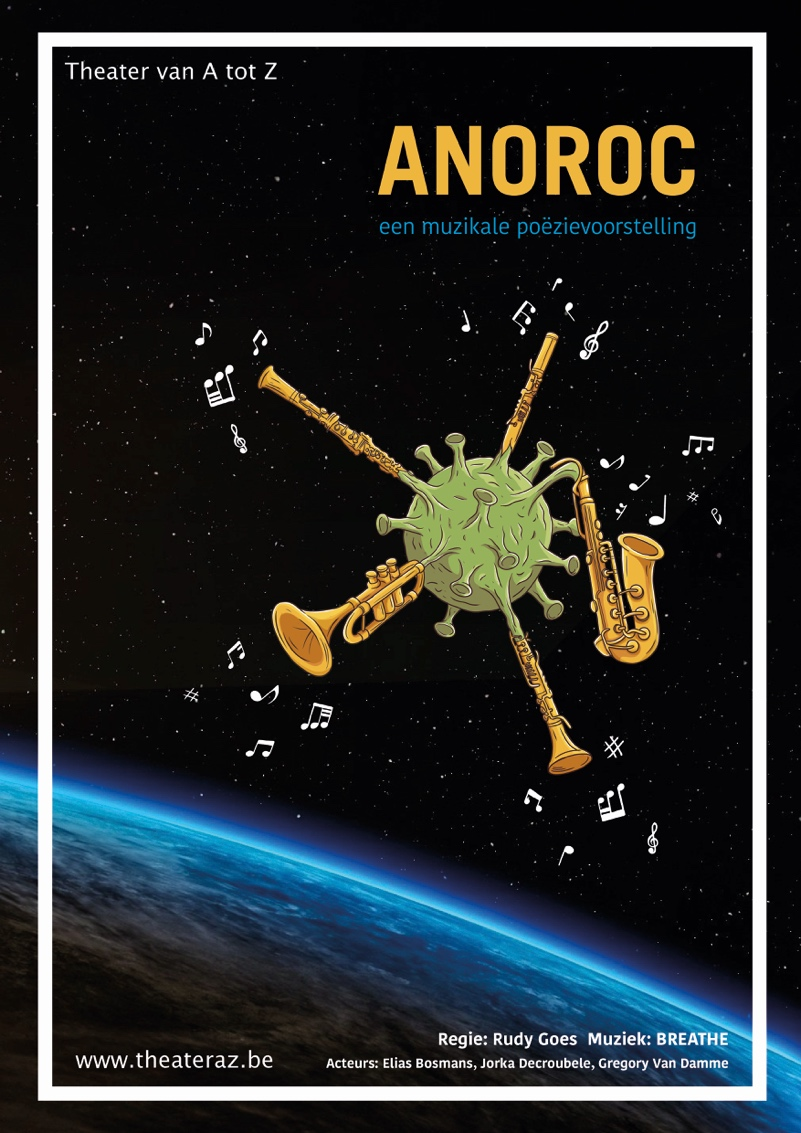 Theater van A tot Z
ANOROC
een muzikale poëzievoorstelling
Regie: Rudy Goes  Muziek: BREATHE
www.theateraz.be
Acteurs: Elias Bosmans, Jorka Decroubele, Gregory Van Damme